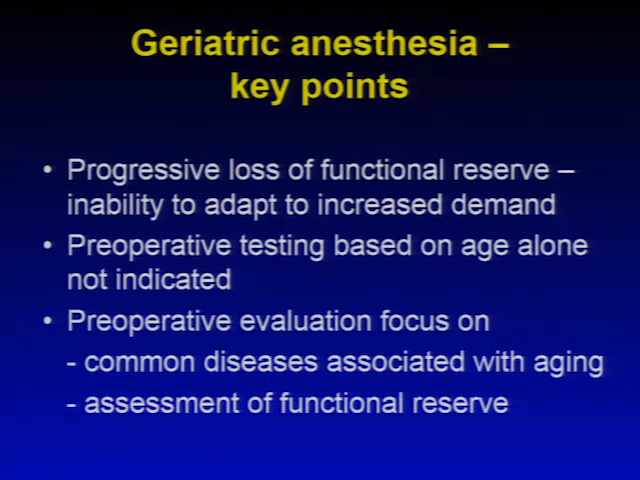 Geriatric anesthesia –
key points
• Progressive loss of functional reserve –
inability to adapt to increased demand
• Preoperative testing based on age alone
not indicated
• Preoperative evaluation focus on
- common diseases associated with aging
- assessment of functional reserve